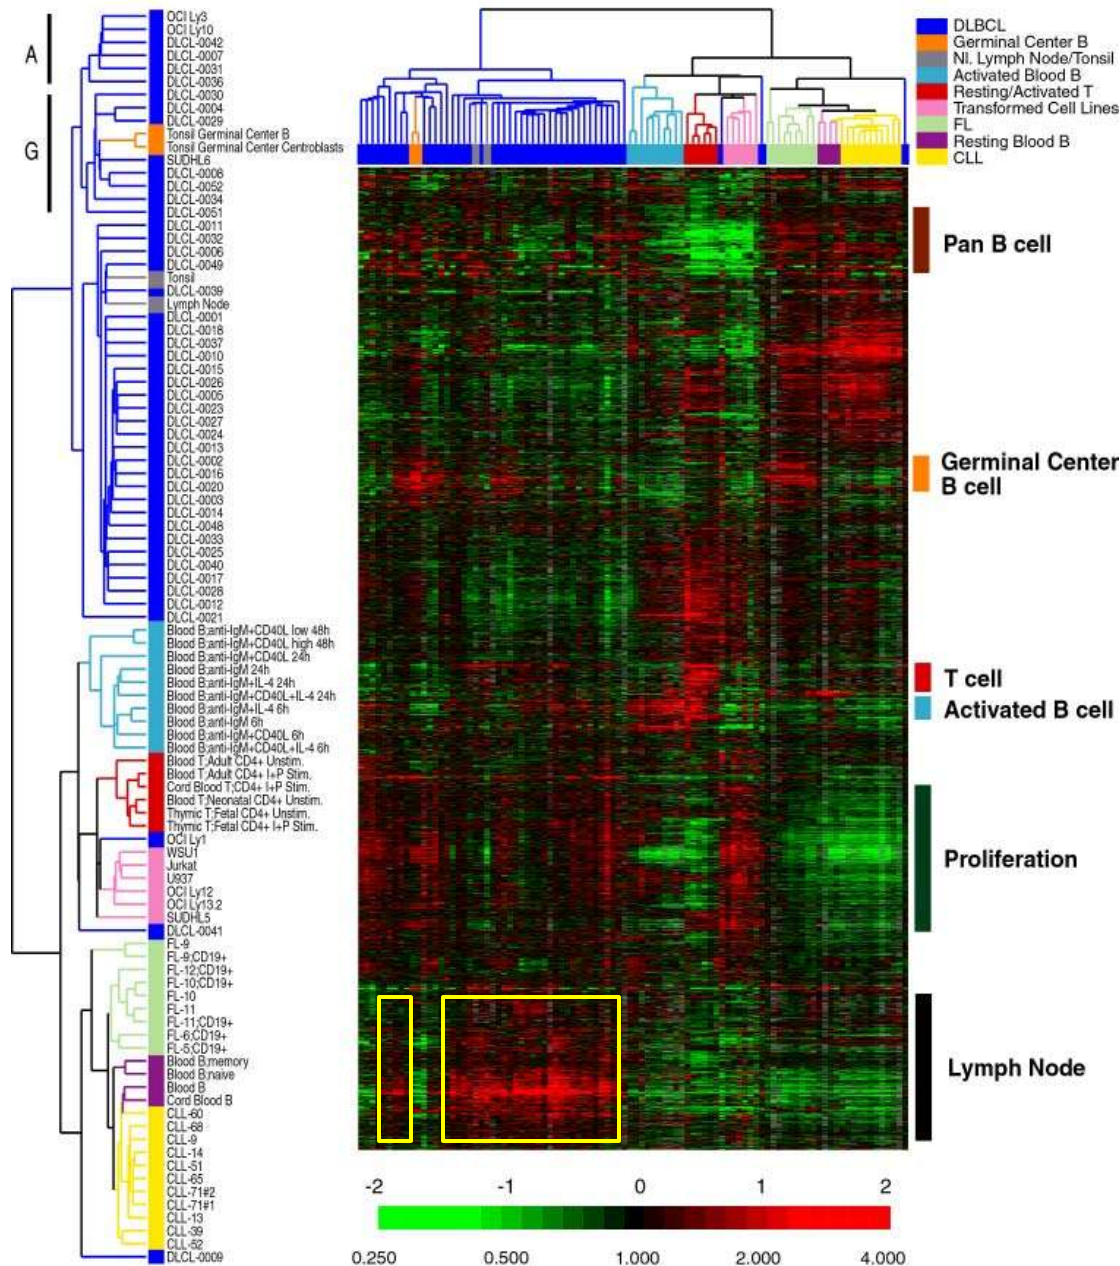 A
G
OCI Ly3
OCI Ly10
DLCL-0042
DLCL-0007
DLCL-0031
DLCL-0036
DLCL-0030
DLCL-0004
DLCL-0029
Tonsil Germinal Center B
Tonsil Germinal Center Centroblasts
SUDHL6
DLCL-0008
DLCL-0052
DLCL-0034
DLCL-0051
DLCL-0011
DLCL-0032
DLCL-0006
DLCL-0049
Tonsil
DLCL-0039
Lymph Node
DLCL-0001
DLCL-0018
DLCL-0037
DLCL-0010
DLCL-0015
DLCL-0026
DLCL-0005
DLCL-0023
DLCL-0027
DLCL-0024
DLCL-0013
DLCL-0002
DLCL-0016
DLCL-0020
DLCL-0003
DLCL-0014
DLCL-0048
DLCL-0033
DLCL-0025
DLCL-0040
DLCL-0017
DLCL-0028
DLCL-0012
DLCL-0021
Blood B;anti-IgM+CD40L low 48h
Blood B;anti-IgM+CD40L high 48h
Blood B;anti-IgM+CD40L 24h
Blood B;anti-IgM 24h
Blood B;anti-IgM+IL-4 24h
Blood B;anti-IgM+CD40L+IL-4 24h
Blood B;anti-IgM+IL-4 6h
Blood B;anti-IgM 6h
Blood B;anti-IgM+CD40L 6h
Blood B;anti-IgM+CD40L+IL-4 6h
Blood T;Adult CD4+ Unstim.
Blood T;Adult CD4+ I+P Stim.
Cord Blood T;CD4+ I+P Stim.
Blood T;Neonatal CD4+ Unstim.
Thymic T;Fetal CD4+ Unstim.
Thymic T;Fetal CD4+ I+P Stim.
OCI Ly1
WSU1
Jurkat
U937
OCI Ly12
OCI Ly13.2
SUDHL5
DLCL-0041
FL-9
FL-9;CD19+
FL-12;CD19+
FL-10;CD19+
FL-10
FL-11
FL-11;CD19+
FL-6;CD19+
FL-5;CD19+
Blood B;memory
Blood B;naive
Blood B
Cord Blood B
CLL-60
CLL-68
CLL-9
CLL-14
CLL-51
CLL-65
CLL-71#2
CLL-71#1
CLL-13
CLL-39
CLL-52
DLCL-0009
DLBCL
Germinal Center B
Nl. Lymph Node/Tonsil
Activated Blood B
Resting/Activated T
Transformed Cell Lines
FL
Resting Blood B
CLL
Pan B cell
Germinal Center
B cell
T cell
Activated B cell
Proliferation
Lymph Node
-2 -1 0 1 2
0.250 0.500 1.000 2.000 4.000